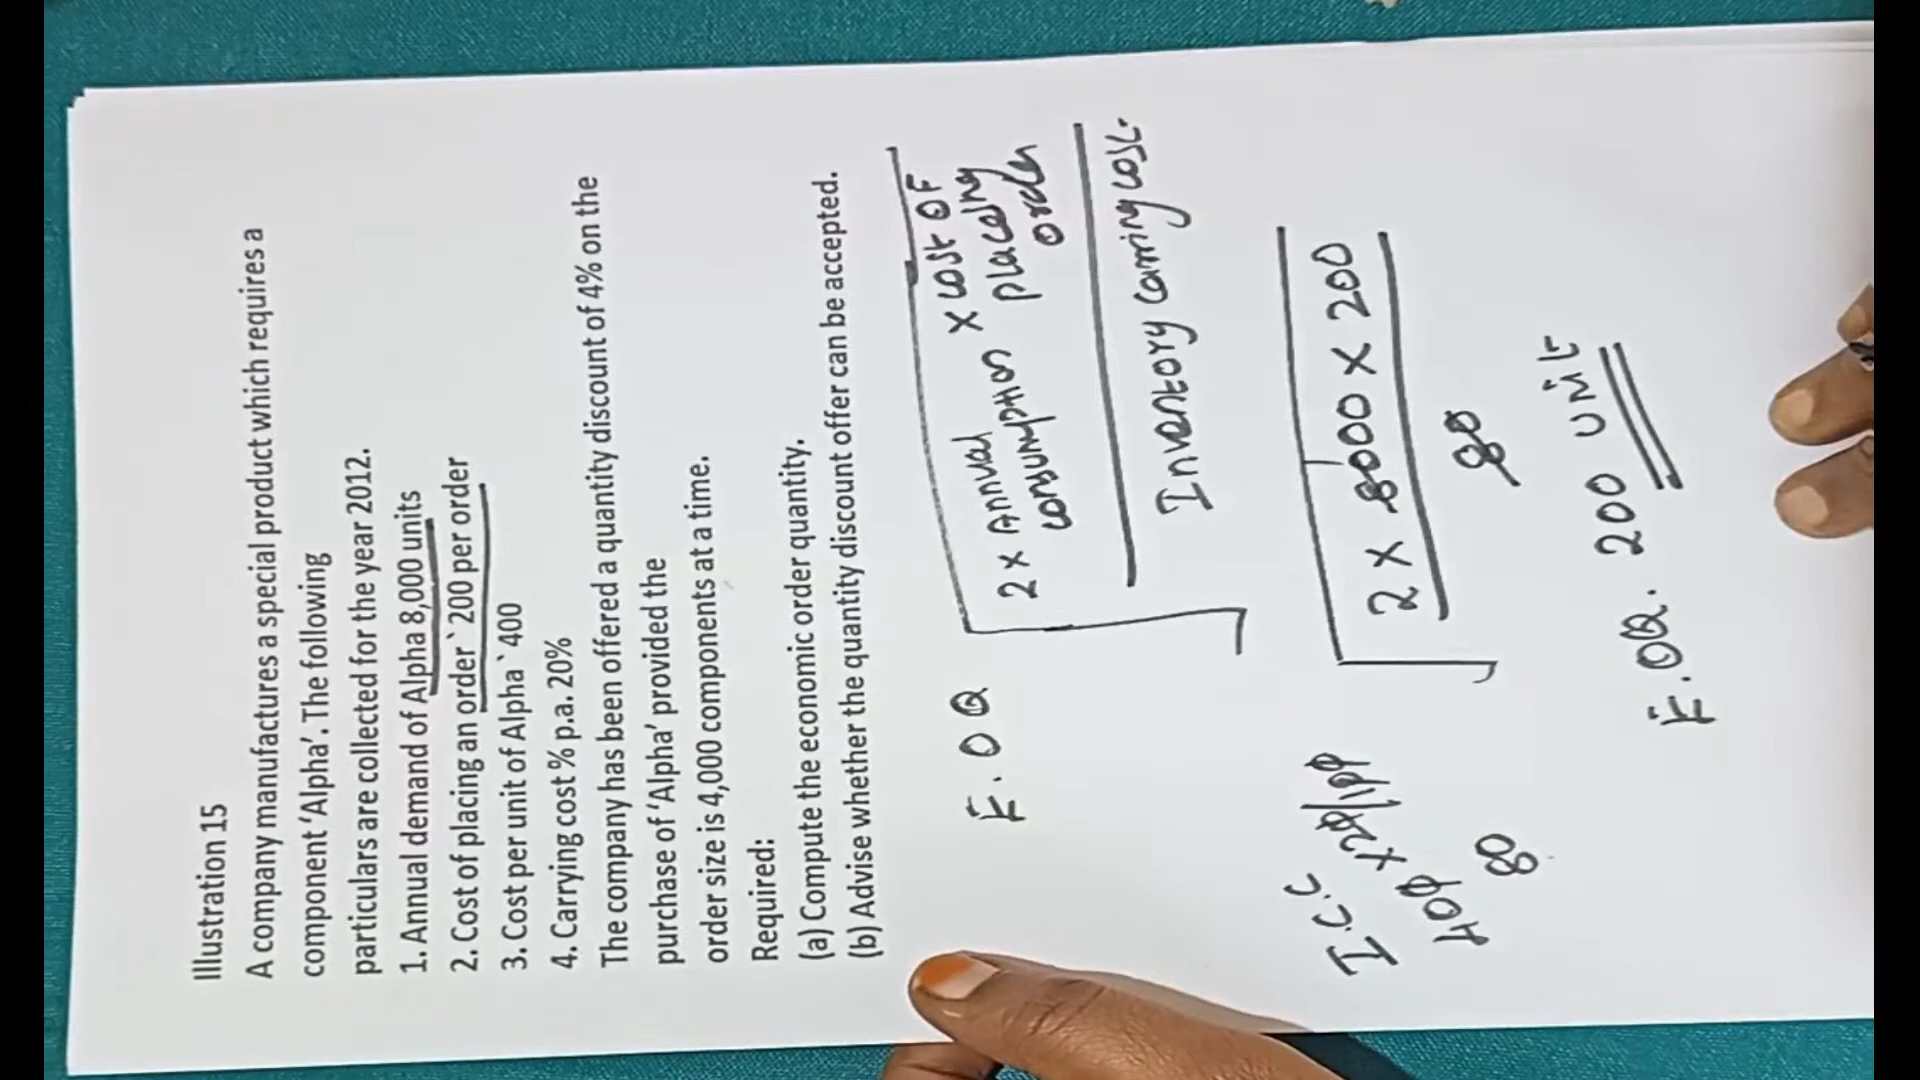 Illustration 15
A company manufactures a special product which requires a
component ‘Alpha’. The following
particulars are collected for the year 2012.
1. Annual demand of Alpha 8,000 units
2. Cost of placing an order ` 200 per order
3. Cost per unit of Alpha ` 400
4. Carrying cost % p.a. 20%
The company has been offered a quantity discount of 4% on the
purchase of ‘Alpha’ provided the
order size is 4,000 components at a time.
Required:
(a) Compute the economic order quantity.
(b) Advise whether the quantity discount offer can be accepted.
E.OQ
2 x Annual consumption x cost OF placeing order
Inventory Carring cost.
I.C.C
400 x 20/100
80
2 x 8000 x 200
80
E.OQ. 200 unit